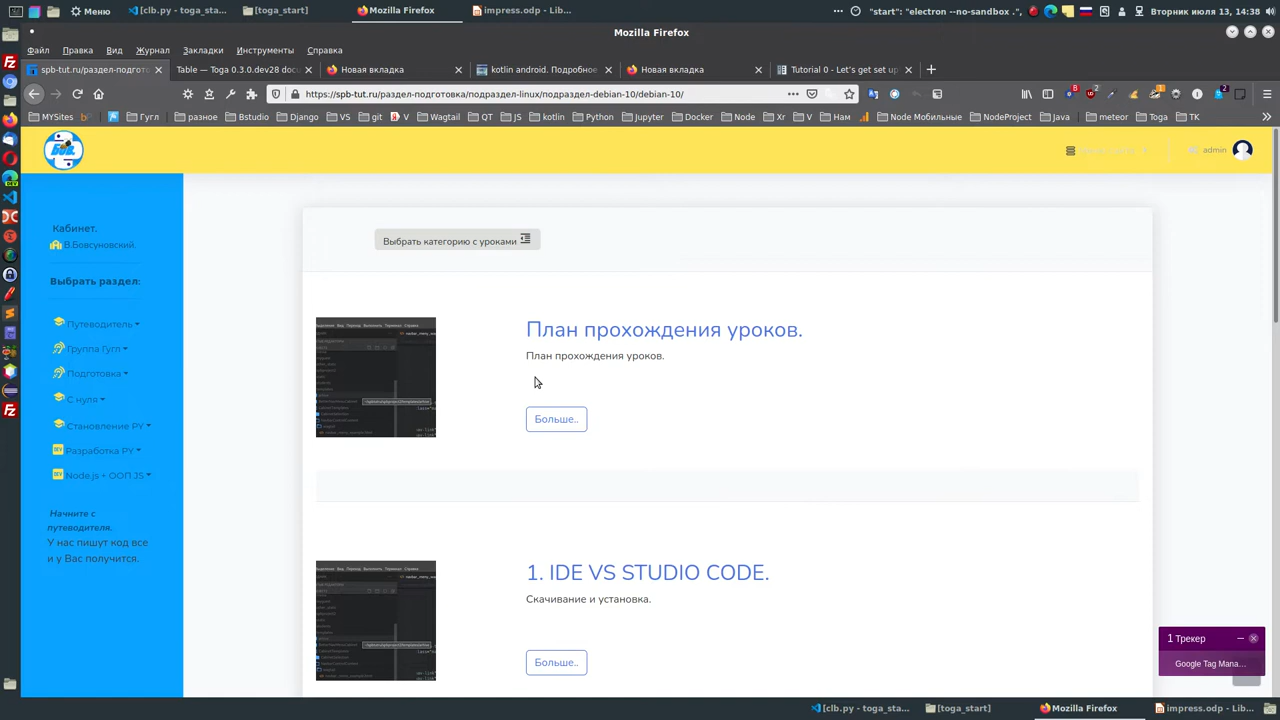 Меню
[clb.py - toga_sta...
[toga_start]
Mozilla Firefox
impress.odp - Lib...
"start": "electron --no-sandbox .",
Вторник июля 13, 14:38
Mozilla Firefox
Файл Правка Вид Журнал Закладки Инструменты Справка
spb-tut.ru/раздел-подгото
Table — Toga 0.3.0.dev28 doc
Новая вкладка
kotlin android. Подробное
Новая вкладка
Tutorial 0 - Let's get set up
https://spb-tut.ru/раздел-подготовка/подраздел-linux/подраздел-debian-10/debian-10/
MYSites b+ Гугл разное Bstudio Django VS git Wagtail QT JS kotlin Python Jupyter Docker Node Xr V Нам Node Мобильные NodeProject Java meteor Toga TK
admin
Кабинет.
В.Бовсуновский.
Выбрать раздел:
Путеводитель
Группа Гугл
Подготовка
С нуля
Становление PY
Разработка PY
Node.js + ООП.JS
Начните с
путеводителя.
У нас пишут код все
и у Вас получится.
Выбрать категорию с уроками
План прохождения уроков.
План прохождения уроков.
Больше..
1. IDE VS STUDIO CODE
Скачивание и установка.
Больше..
1 Трекер
Google Tag Mana...
[clb.py - toga_sta...
[toga_start]
Mozilla Firefox
impress.odp - Lib...